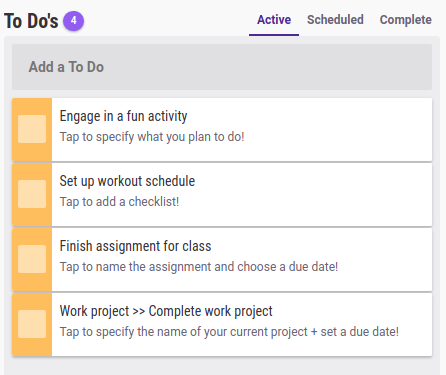 To Do's 4 Active Scheduled Complete
Add a To Do
Engage in a fun activity
Tap to specify what you plan to do!
Set up workout schedule
Tap to add a checklist!
Finish assignment for class
Tap to name the assignment and choose a due date!
Work project >> Complete work project
Tap to specify the name of your current project + set a due date!